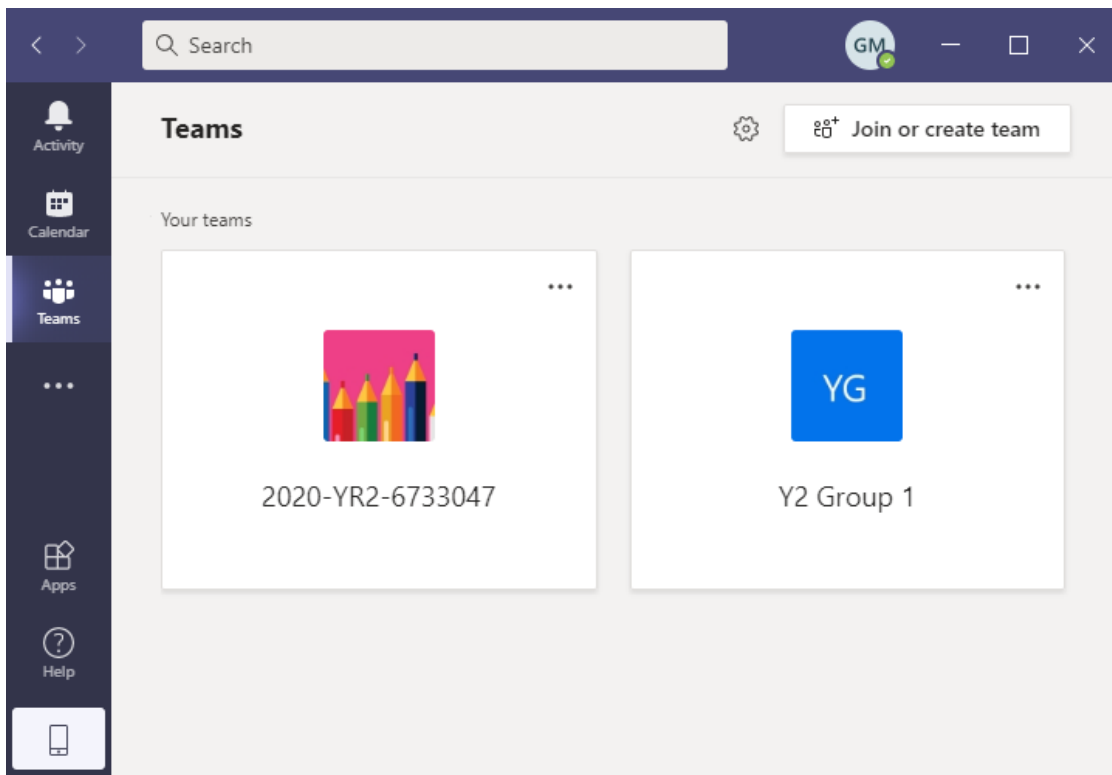 Search
GM
Activity
Teams
Join or create team
Calendar
Your teams
Teams
YG
2020-YR2-6733047
Y2 Group 1
Apps
Help